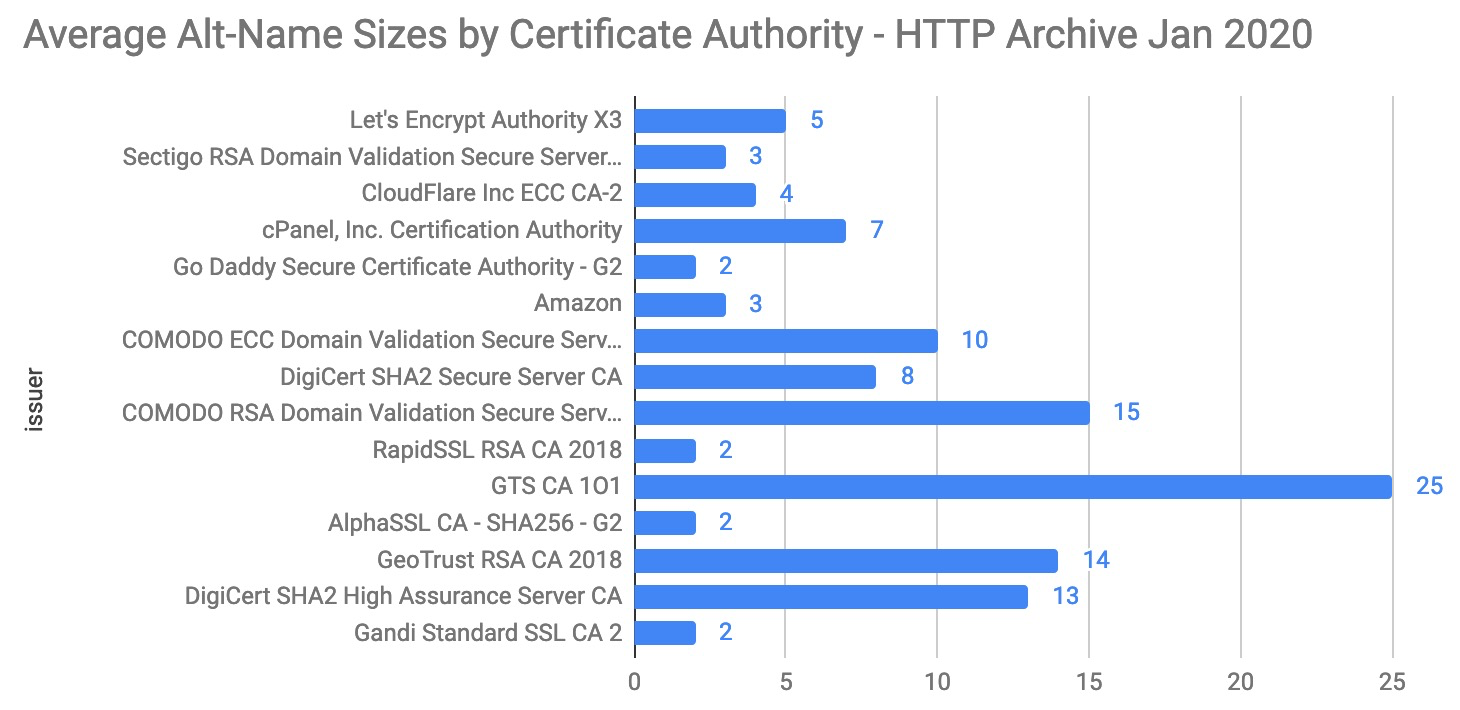 Average Alt-Name Sizes by Certificate Authority - HTTP Archive Jan 2020
issuer
Let's Encrypt Authority X3 5
Sectigo RSA Domain Validation Secure Server... 3
CloudFlare Inc ECC CA-2 4
cPanel, Inc. Certification Authority 7
Go Daddy Secure Certificate Authority - G2 2
Amazon 3
COMODO ECC Domain Validation Secure Serv... 10
DigiCert SHA2 Secure Server CA 8
COMODO RSA Domain Validation Secure Serv... 15
RapidSSL RSA CA 2018 2
GTS CA 1O1 25
AlphaSSL CA - SHA256 - G2 2
GeoTrust RSA CA 2018 14
DigiCert SHA2 High Assurance Server CA 13
Gandi Standard SSL CA 2 2
0 5 10 15 20 25